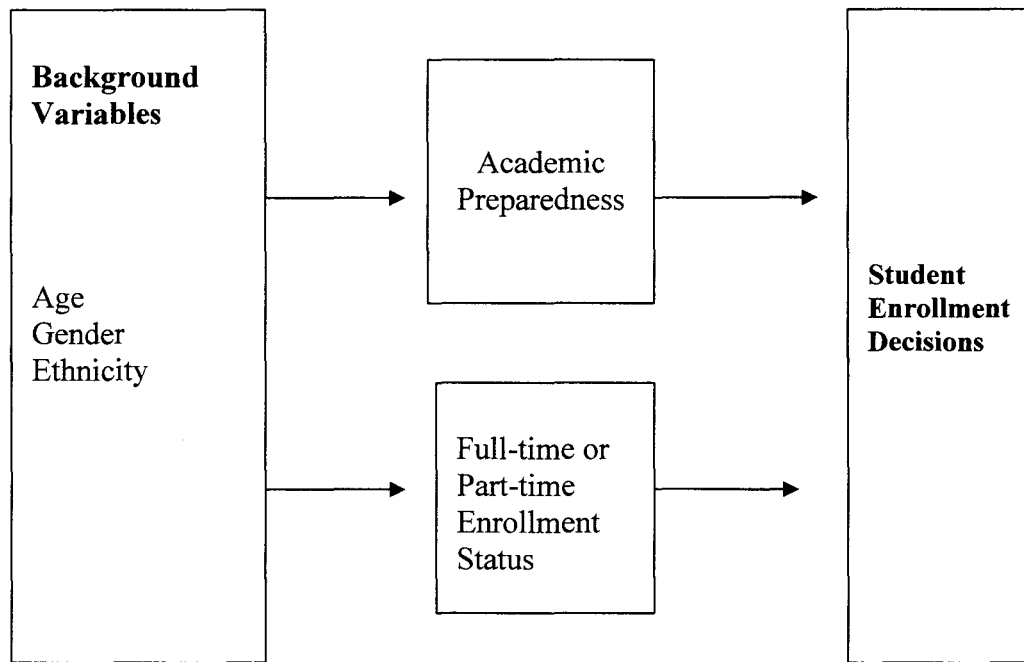 Background
Variables
Age
Gender
Ethnicity
Academic
Preparedness
Full-time or
Part-time
Enrollment
Status
Student
Enrollment
Decisions